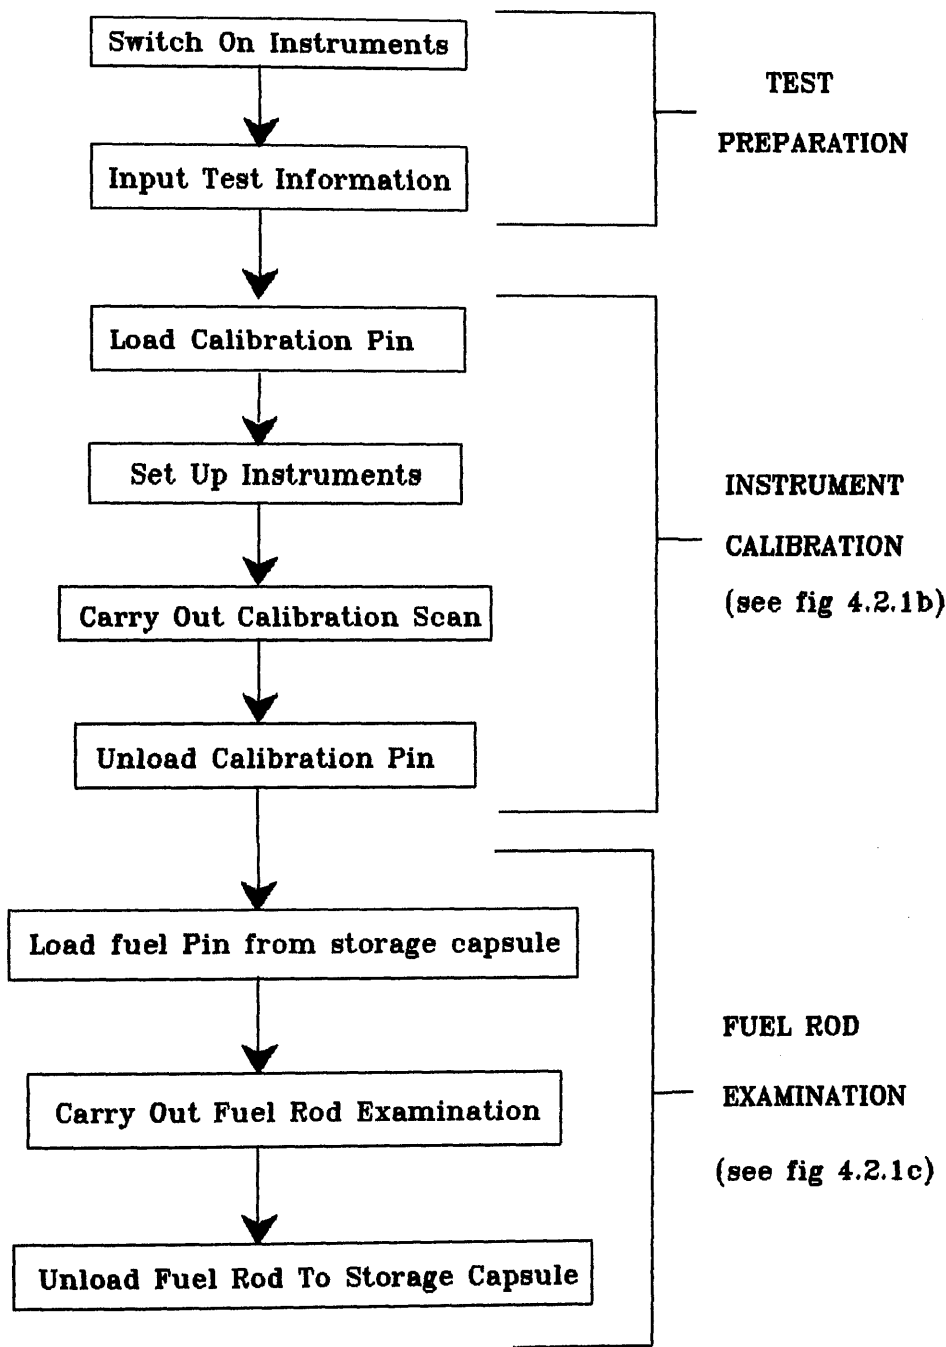 Switch On Instruments
Input Test Information
TEST
PREPARATION
Load Calibration Pin
Set Up Instruments
Carry Out Calibration Scan
Unload Calibration Pin
INSTRUMENT
CALIBRATION
(see fig 4.2.1b)
Load fuel Pin from storage capsule
Carry Out Fuel Rod Examination
Unload Fuel Rod To Storage Capsule
FUEL ROD
EXAMINATION
(see fig 4.2.1c)